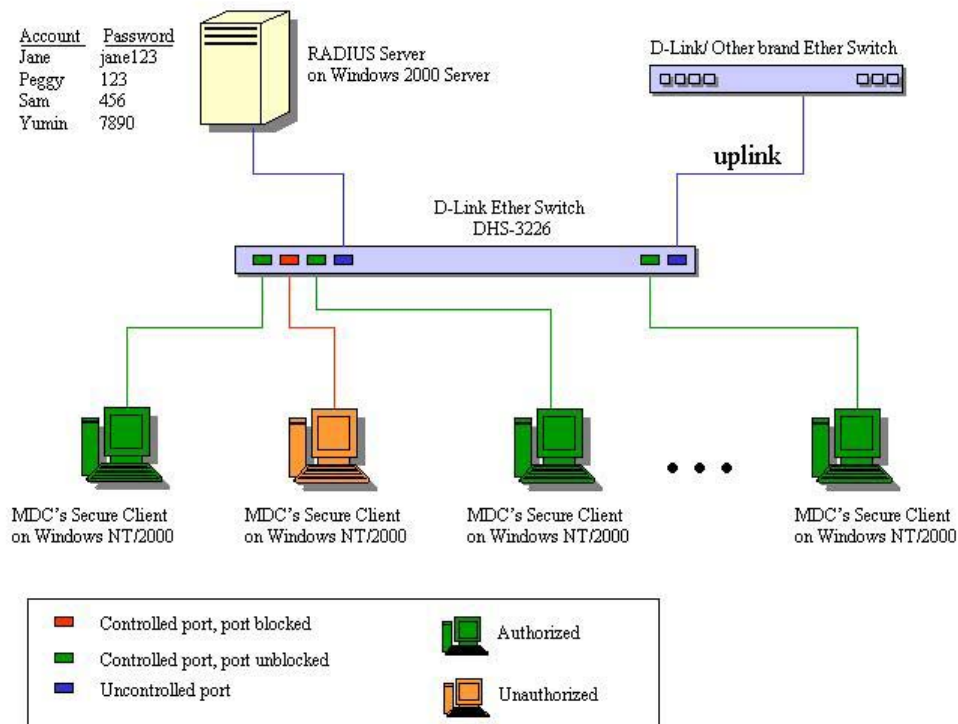 Account Password
Jane jane123
Peggy 123
Sam 456
Yumin 7890
RADIUS Server
on Windows 2000 Server
D-Link/ Other brand Ether Switch
uplink
D-Link Ether Switch
DHS-3226
MDC's Secure Client
on Windows NT/2000
MDC's Secure Client
on Windows NT/2000
MDC's Secure Client
on Windows NT/2000
MDC's Secure Client
on Windows NT/2000
Controlled port, port blocked
Controlled port, port unblocked
Uncontrolled port
Authorized
Unauthorized